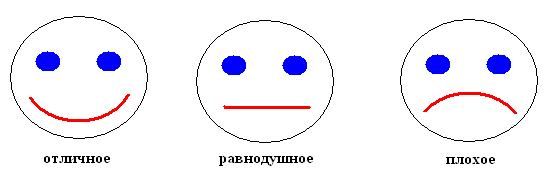 отличное равнодушное плохое